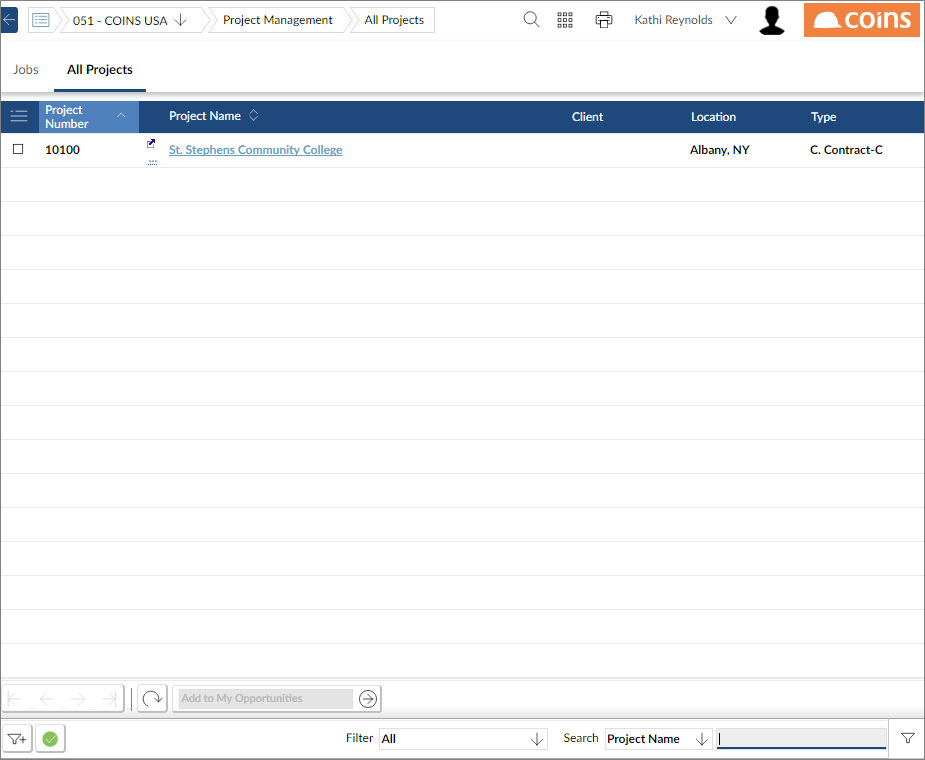 051 - COINS USA
Project Management
All Projects
Kathi Reynolds
coins
Jobs
All Projects
Project Number
Project Name
Client
Location
Type
10100
St. Stephens Community College
Albany, NY
C. Contract-C
Add to My Opportunities
Filter
All
Search
Project Name